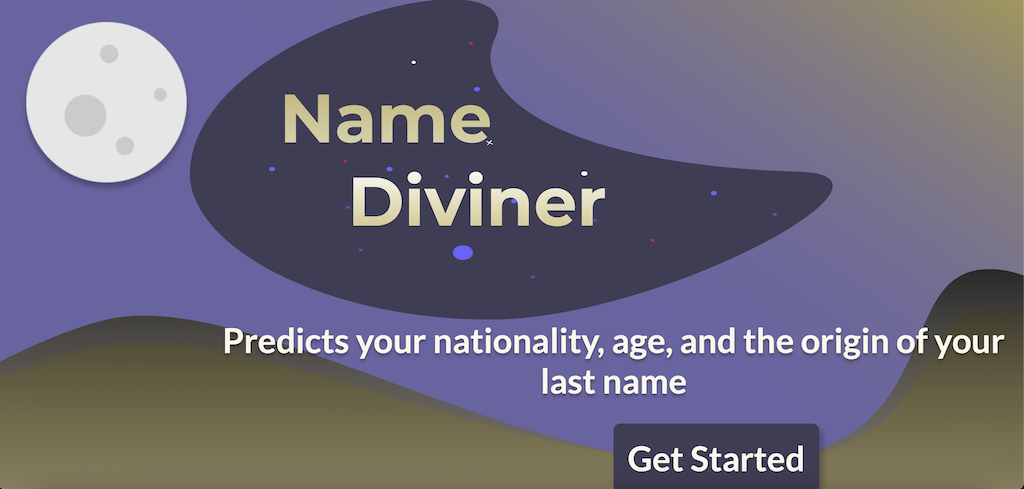 Name
Diviner
Predicts your nationality, age, and the origin of your
last name
Get Started